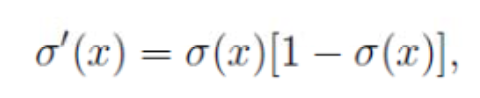 σ′(x) = σ(x)[1 − σ(x)],